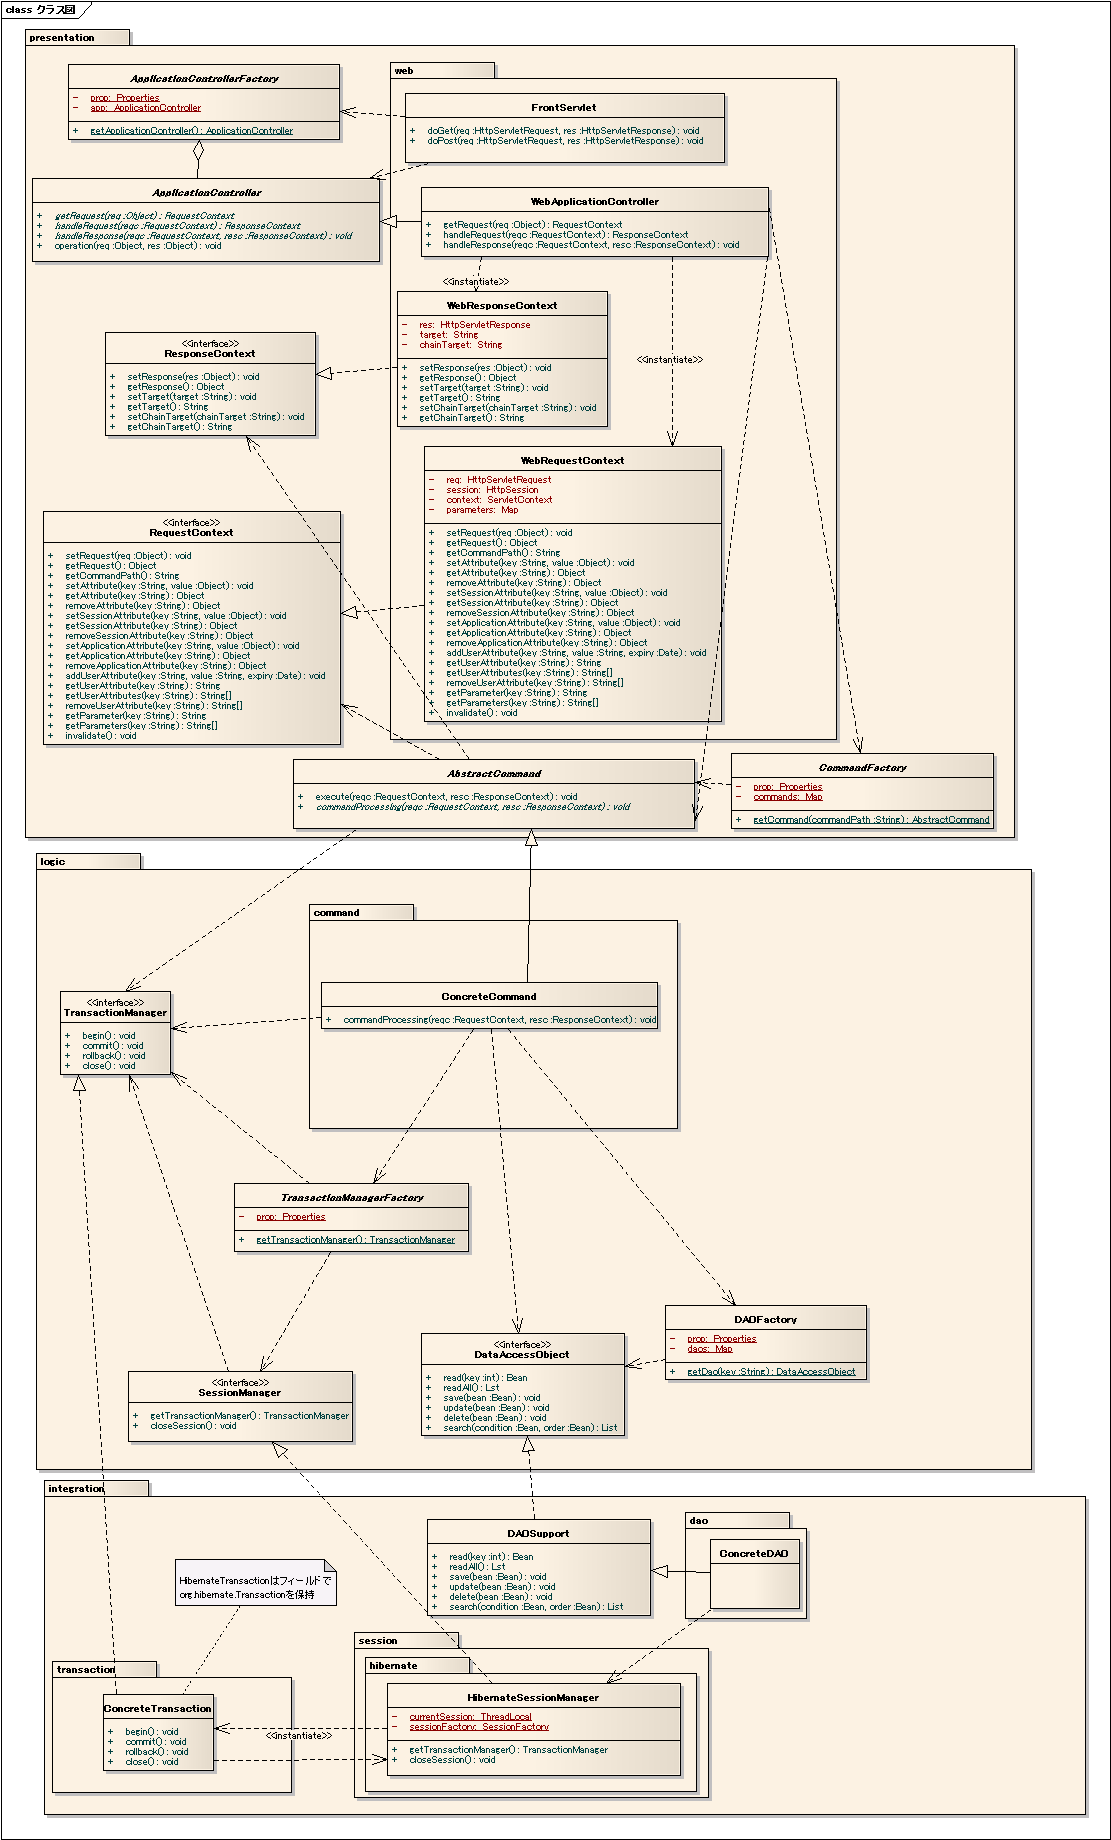 class クラス図
presentation
ApplicationControllerFactory
- prop: Properties
- app: ApplicationController
+ getApplicationController() : ApplicationController
web
FrontServlet
+ doGet(req :HttpServletRequest, res :HttpServletResponse) : void
+ doPost(req :HttpServletRequest, res :HttpServletResponse) : void
ApplicationController
+ getRequest(req :Object) : RequestContext
+ handleRequest(reqc :RequestContext) : ResponseContext
+ handleResponse(reqc :RequestContext, resc :ResponseContext) : void
+ operation(req :Object, res :Object) : void
WebApplicationController
+ getRequest(req :Object) : RequestContext
+ handleRequest(reqc :RequestContext) : ResponseContext
+ handleResponse(reqc :RequestContext, resc :ResponseContext) : void
<<instantiate>>
WebResponseContext
- res: HttpServletResponse
- target: String
- chainTarget: String
+ setResponse(res :Object) : void
+ getResponse() : Object
+ setTarget(target :String) : void
+ getTarget() : String
+ setChainTarget(chainTarget :String) : void
+ getChainTarget() : String
<<interface>>
ResponseContext
+ setResponse(res :Object) : void
+ getResponse() : Object
+ setTarget(target :String) : void
+ getTarget() : String
+ setChainTarget(chainTarget :String) : void
+ getChainTarget() : String
<<instantiate>>
WebRequestContext
- req: HttpServletRequest
- session: HttpSession
- context: ServletContext
- parameters: Map
+ setRequest(req :Object) : void
+ getRequest() : Object
+ getCommandPath() : String
+ setAttribute(key :String, value :Object) : void
+ getAttribute(key :String) : Object
+ removeAttribute(key :String) : Object
+ setSessionAttribute(key :String, value :Object) : void
+ getSessionAttribute(key :String) : Object
+ removeSessionAttribute(key :String) : Object
+ setApplicationAttribute(key :String, value :Object) : void
+ getApplicationAttribute(key :String) : Object
+ removeApplicationAttribute(key :String) : Object
+ addUserAttribute(key :String, value :String, expiry :Date) : void
+ getUserAttribute(key :String) : String
+ getUserAttributes(key :String) : String[]
+ removeUserAttribute(key :String) : String[]
+ getParameter(key :String) : String
+ getParameters(key :String) : String[]
+ invalidate() : void
<<interface>>
RequestContext
+ setRequest(req :Object) : void
+ getRequest() : Object
+ getCommandPath() : String
+ setAttribute(key :String, value :Object) : void
+ getAttribute(key :String) : Object
+ removeAttribute(key :String) : Object
+ setSessionAttribute(key :String, value :Object) : void
+ getSessionAttribute(key :String) : Object
+ removeSessionAttribute(key :String) : Object
+ setApplicationAttribute(key :String, value :Object) : void
+ getApplicationAttribute(key :String) : Object
+ removeApplicationAttribute(key :String) : Object
+ addUserAttribute(key :String, value :String, expiry :Date) : void
+ getUserAttribute(key :String) : String
+ getUserAttributes(key :String) : String[]
+ removeUserAttribute(key :String) : String[]
+ getParameter(key :String) : String
+ getParameters(key :String) : String[]
+ invalidate() : void
AbstractCommand
+ execute(reqc :RequestContext, resc :ResponseContext) : void
+ commandProcessing(reqc :RequestContext, resc :ResponseContext) : void
CommandFactory
- prop: Properties
- commands: Map
+ getCommand(commandPath :String) : AbstractCommand
logic
command
ConcreteCommand
+ commandProcessing(reqc :RequestContext, resc :ResponseContext) : void
<<interface>>
TransactionManager
+ begin() : void
+ commit() : void
+ rollback() : void
+ close() : void
TransactionManagerFactory
- prop: Properties
+ getTransactionManager() : TransactionManager
DAOFactory
- prop: Properties
- daos: Map
+ getDao(key :String) : DataAccessObject
<<interface>>
DataAccessObject
+ read(key :int) : Bean
+ readAll() : Lst
+ save(bean :Bean) : void
+ update(bean :Bean) : void
+ delete(bean :Bean) : void
+ search(condition :Bean, order :Bean) : List
<<interface>>
SessionManager
+ getTransactionManager() : TransactionManager
+ closeSession() : void
integration
DAOSupport
+ read(key :int) : Bean
+ readAll() : Lst
+ save(bean :Bean) : void
+ update(bean :Bean) : void
+ delete(bean :Bean) : void
+ search(condition :Bean, order :Bean) : List
dao
ConcreteDAO
HibernateTransactionはフィールドで
org.hibernate.Transactionを保持
session
hibernate
HibernateSessionManager
- currentSession: ThreadLocal
- sessionFactory: SessionFactory
+ getTransactionManager() : TransactionManager
+ closeSession() : void
transaction
ConcreteTransaction
+ begin() : void
+ commit() : void
+ rollback() : void
+ close() : void
<<instantiate>>